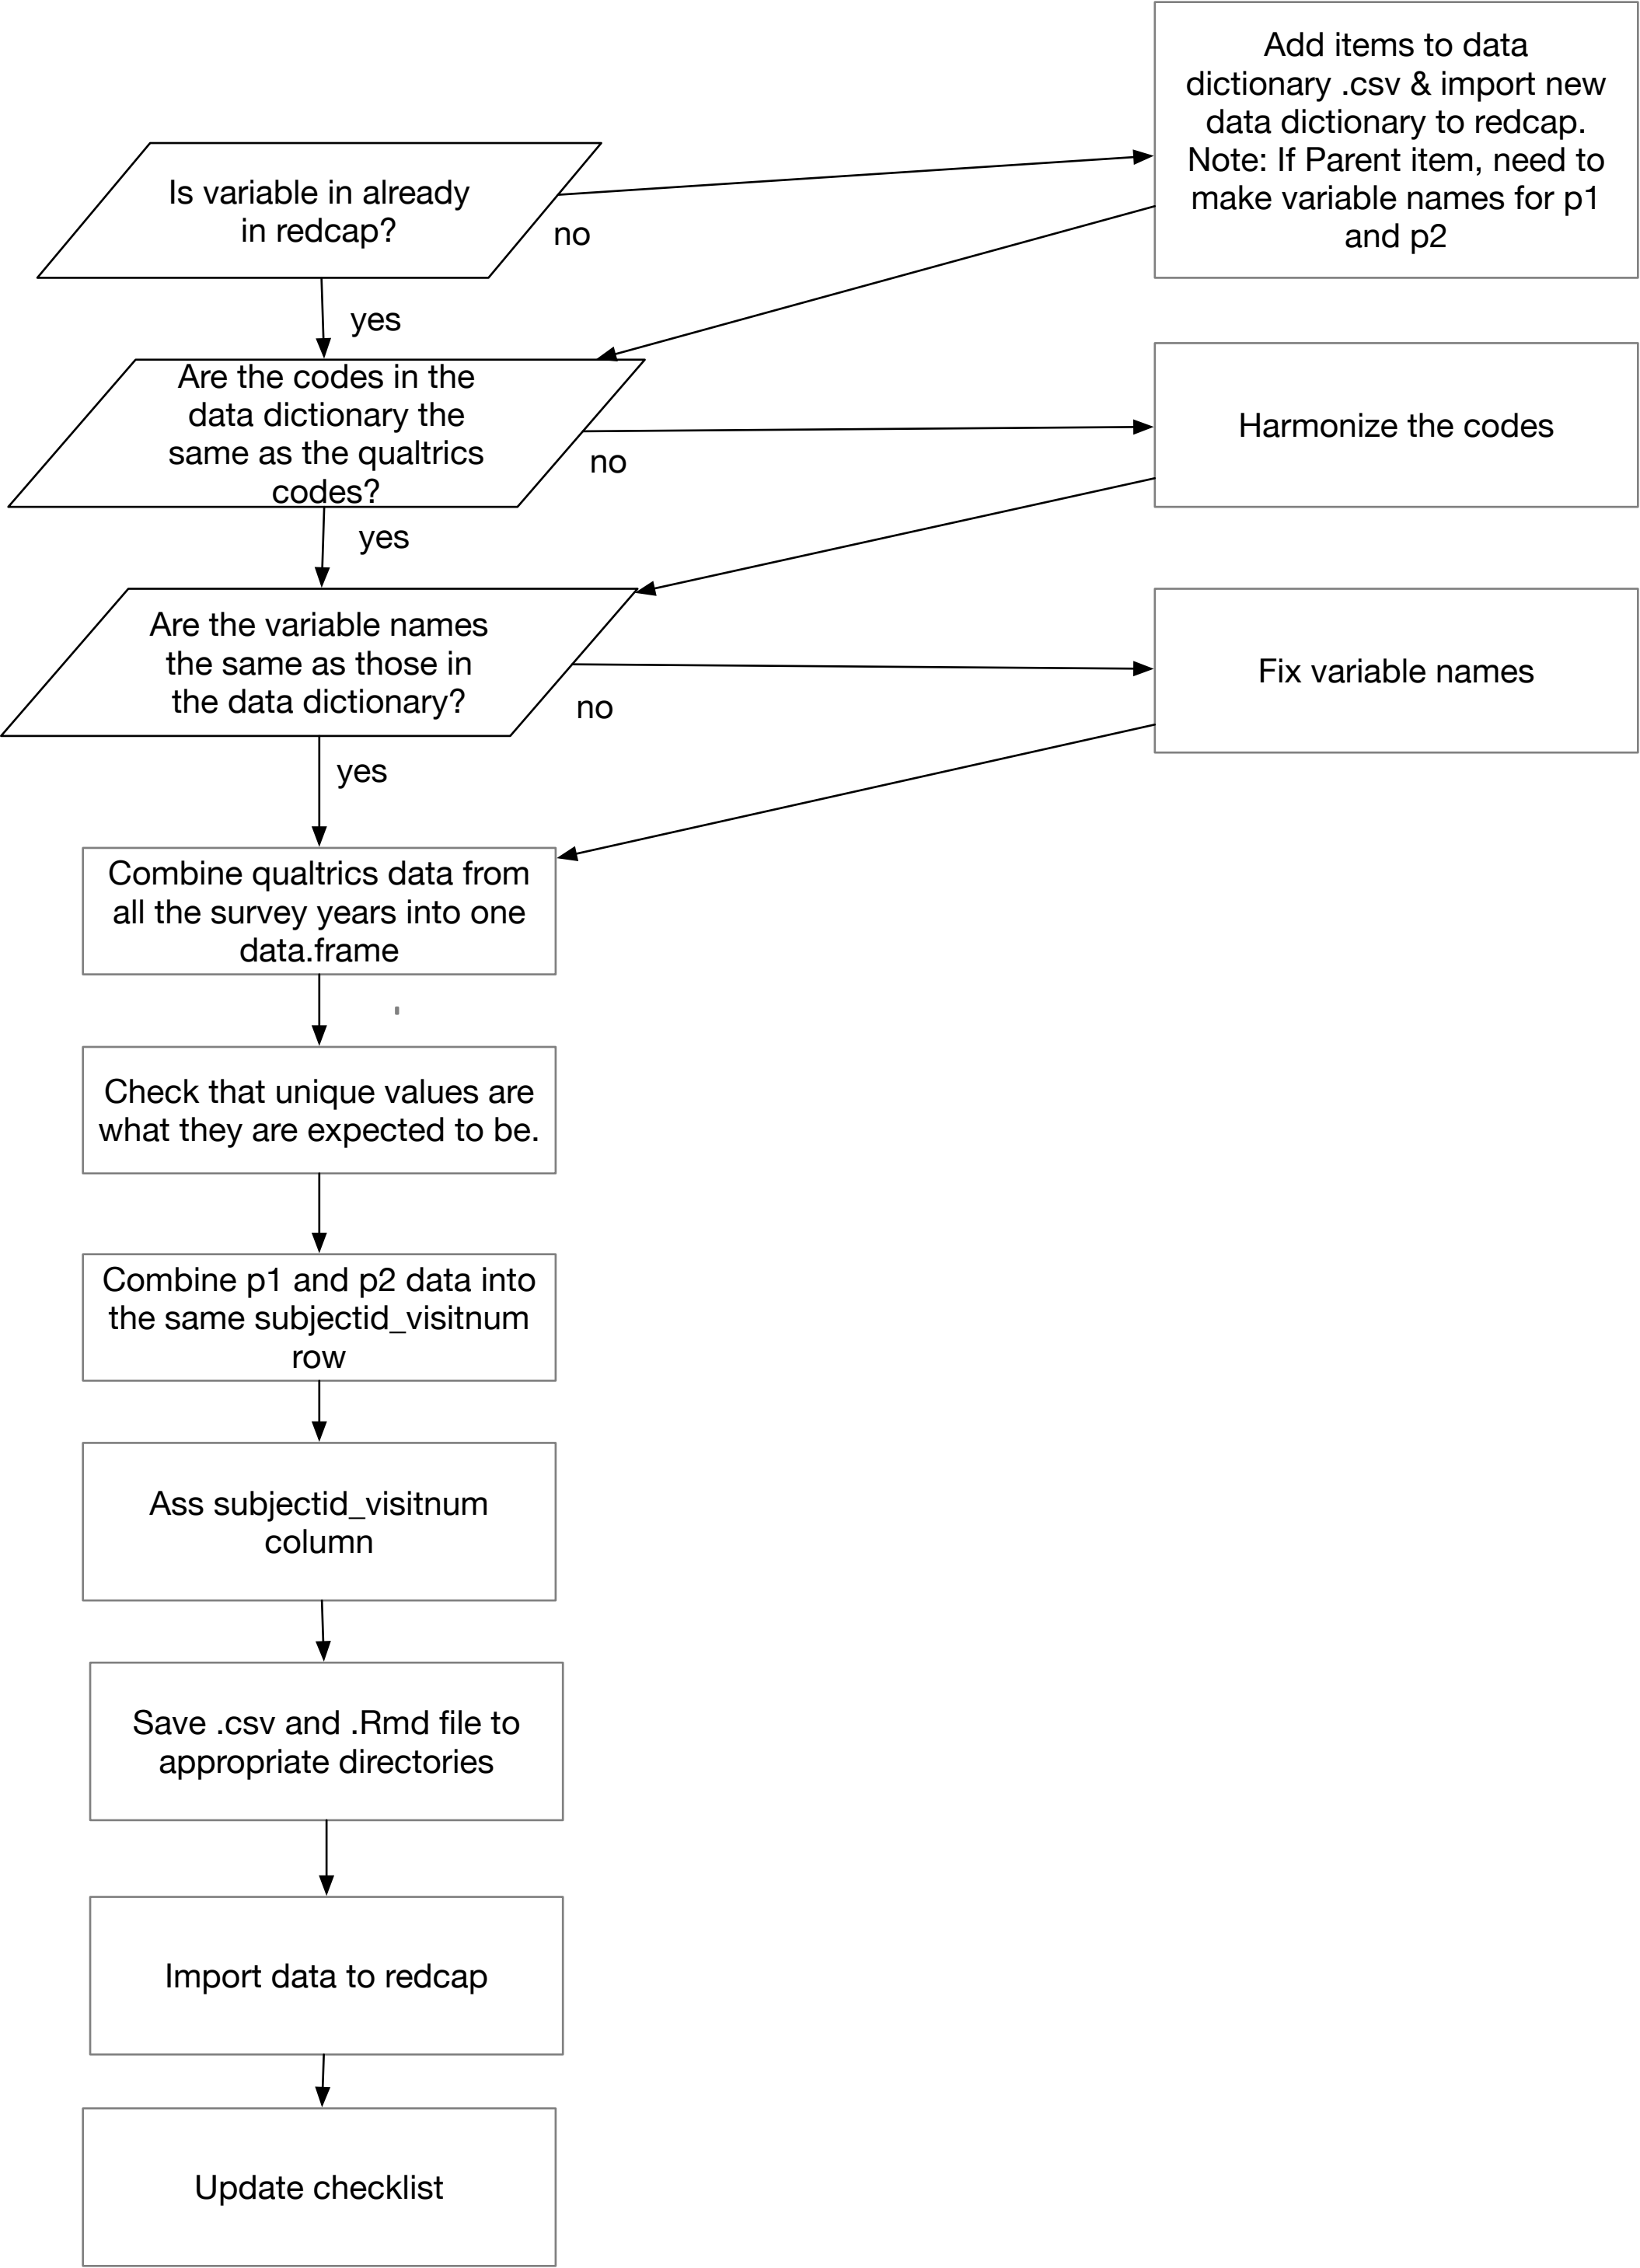 Add items to data
dictionary .csv & import new
data dictionary to redcap.
Note: If Parent item, need to
make variable names for p1
and p2
Is variable in already
in redcap?
no
yes
Are the codes in the
data dictionary the
same as the qualtrics
codes?
no
Harmonize the codes
yes
Are the variable names
the same as those in
the data dictionary?
no
Fix variable names
yes
Combine qualtrics data from
all the survey years into one
data.frame
Check that unique values are
what they are expected to be.
Combine p1 and p2 data into
the same subjectid_visitnum
row
Ass subjectid_visitnum
column
Save .csv and .Rmd file to
appropriate directories
Import data to redcap
Update checklist